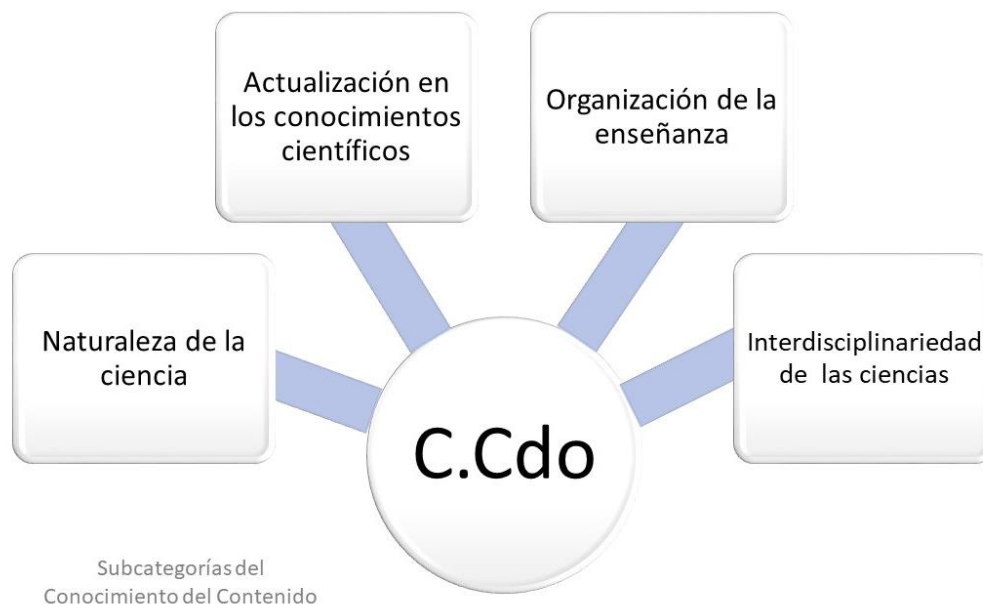 Actualización en
los conocimientos
científicos
Organización de la
enseñanza
Naturaleza de la
ciencia
Interdisciplinariedad
de las ciencias
C.Cdo
Subcategorías del
Conocimiento del Contenido